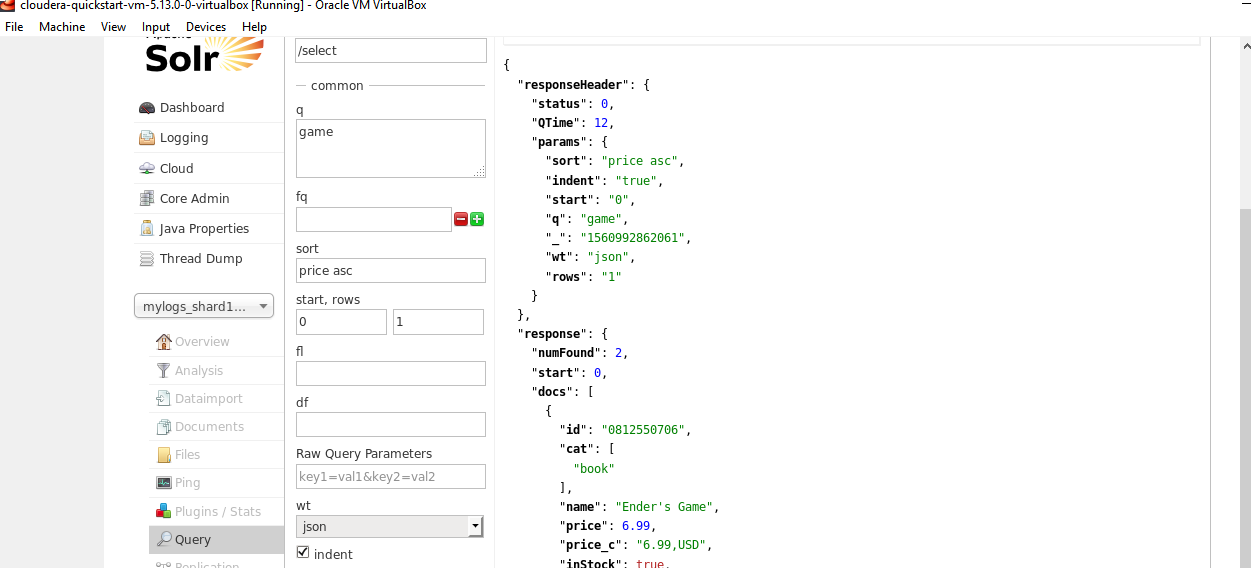 cloudera-quickstart-vm-5.13.0-0-virtualbox [Running] - Oracle VM VirtualBox
File Machine View Input Devices Help
Apache
Solr
Dashboard
Logging
Cloud
Core Admin
Java Properties
Thread Dump
mylogs_shard1...
Overview
Analysis
Dataimport
Documents
Files
Ping
Plugins / Stats
Query
Replication
/select
common
q
game
fq
sort
price asc
start, rows
0 1
fl
df
Raw Query Parameters
key1=val1&key2=val2
wt
json
indent
{
"responseHeader": {
"status": 0,
"QTime": 12,
"params": {
"sort": "price asc",
"indent": "true",
"start": "0",
"q": "game",
"_": "1560992862061",
"wt": "json",
"rows": "1"
}
},
"response": {
"numFound": 2,
"start": 0,
"docs": [
{
"id": "0812550706",
"cat": [
"book"
],
"name": "Ender's Game",
"price": 6.99,
"price_c": "6.99,USD",
"inStock": true,